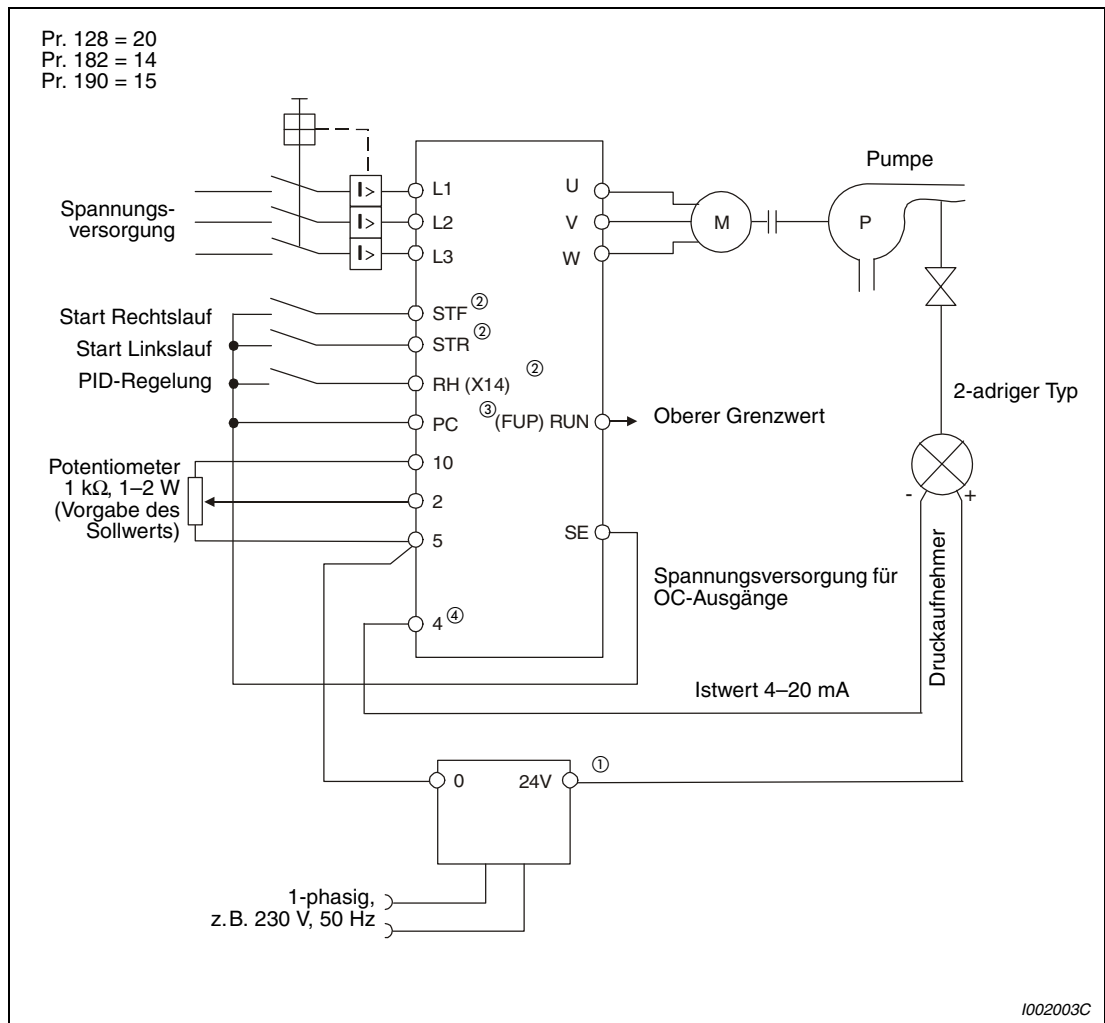 Pr. 128 = 20
Pr. 182 = 14
Pr. 190 = 15
Spannungs-
versorgung
I>
I>
I>
L1
L2
L3
U
V
W
M
P
Pumpe
Start Rechtslauf
STF ②
Start Linkslauf
STR ②
PID-Regelung
RH (X14) ②
PC
③ (FUP) RUN
Oberer Grenzwert
2-adriger Typ
Potentiometer
1 kΩ, 1–2 W
(Vorgabe des
Sollwerts)
10
2
5
SE
Spannungsversorgung für
OC-Ausgänge
- +
Druckaufnehmer
4 ④
Istwert 4–20 mA
0
24V
①
1-phasig,
z.B. 230 V, 50 Hz
I002003C